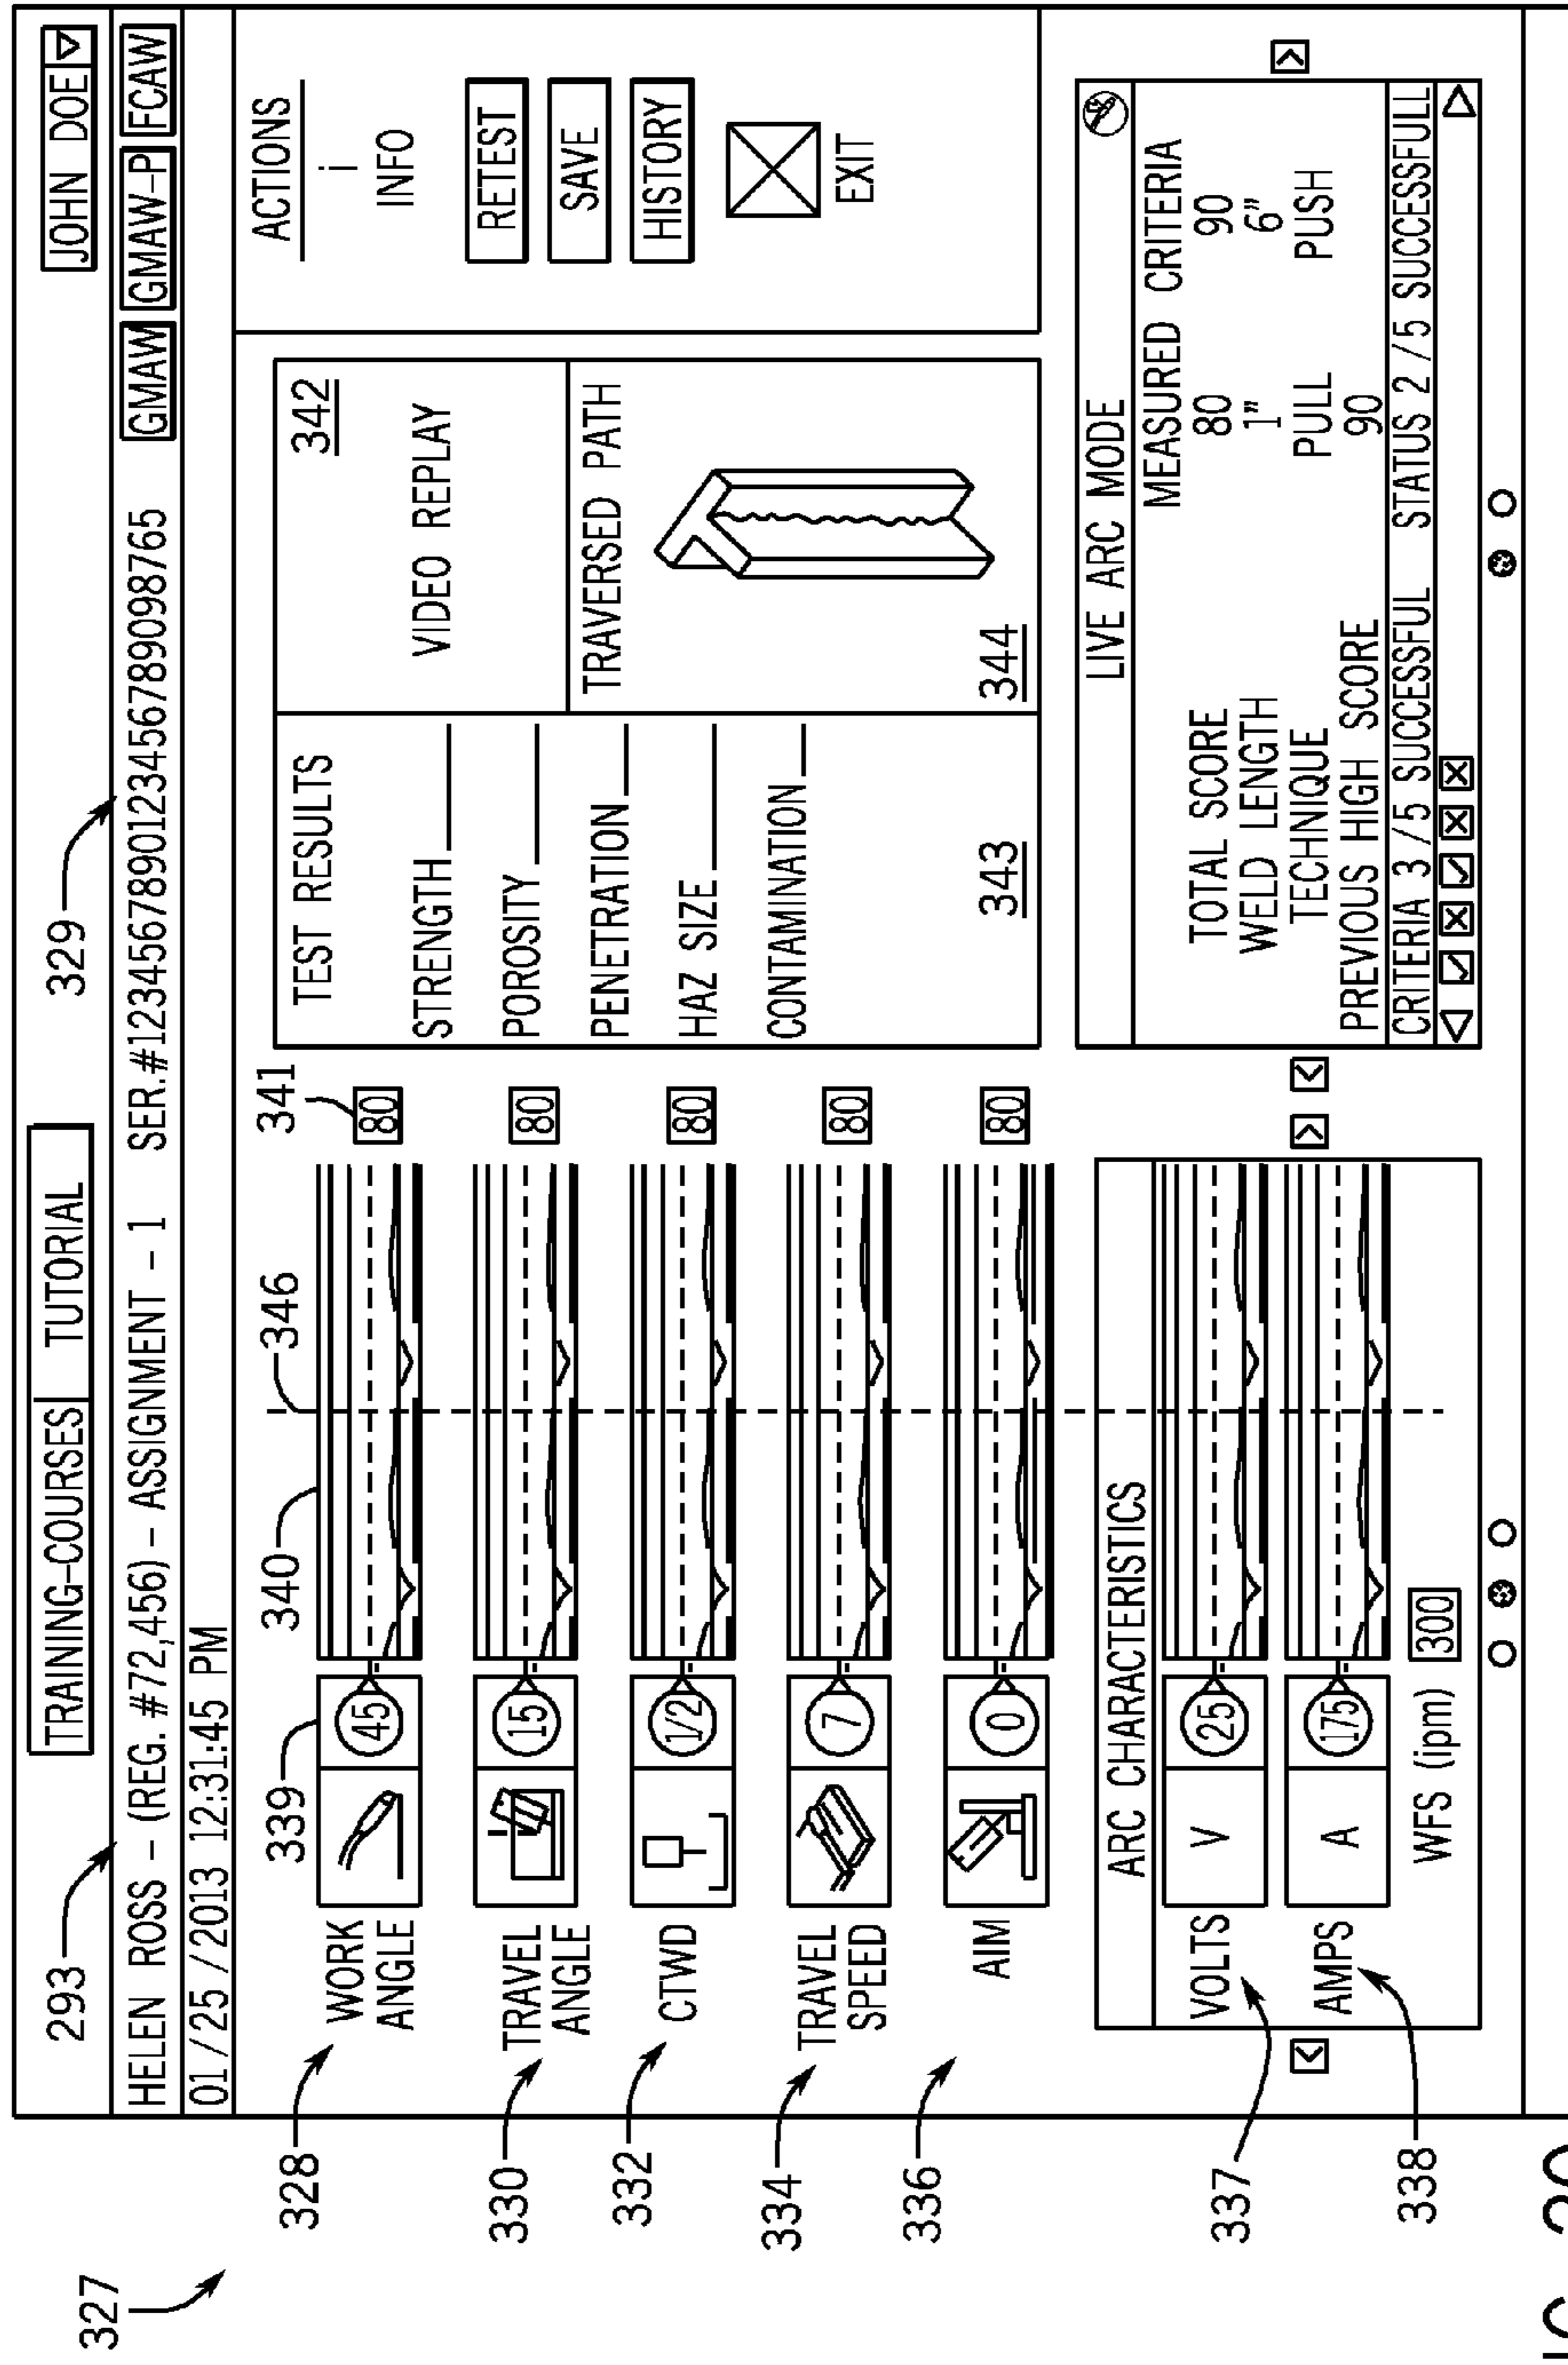 327
293
329
TRAINING-COURSES TUTORIAL
JOHN DOE
HELEN ROSS - (REG. #72,456) - ASSIGNMENT - 1 SER.#123456789012345678909098765
GMAW GMAW-P FCAW
01/25/2013 12:31:45 PM
328
339
340
346
341
WORK ANGLE
45
80
330
TRAVEL ANGLE
15
80
332
CTWD
1/2
80
334
TRAVEL SPEED
7
80
336
AIM
0
80
TEST RESULTS
STRENGTH
POROSITY
PENETRATION
HAZ SIZE
CONTAMINATION
343
342
VIDEO REPLAY
TRAVERSED PATH
344
ACTIONS
i
INFO
RETEST
SAVE
HISTORY
EXIT
ARC CHARACTERISTICS
337
VOLTS
V
25
338
AMPS
A
175
WFS (ipm) 300
LIVE ARC MODE
MEASURED CRITERIA
TOTAL SCORE 80 90
WELD LENGTH 1" 6"
TECHNIQUE PULL PUSH
PREVIOUS HIGH SCORE 90
CRITERIA 3/5 SUCCESSFUL STATUS 2/5 SUCCESSFULL